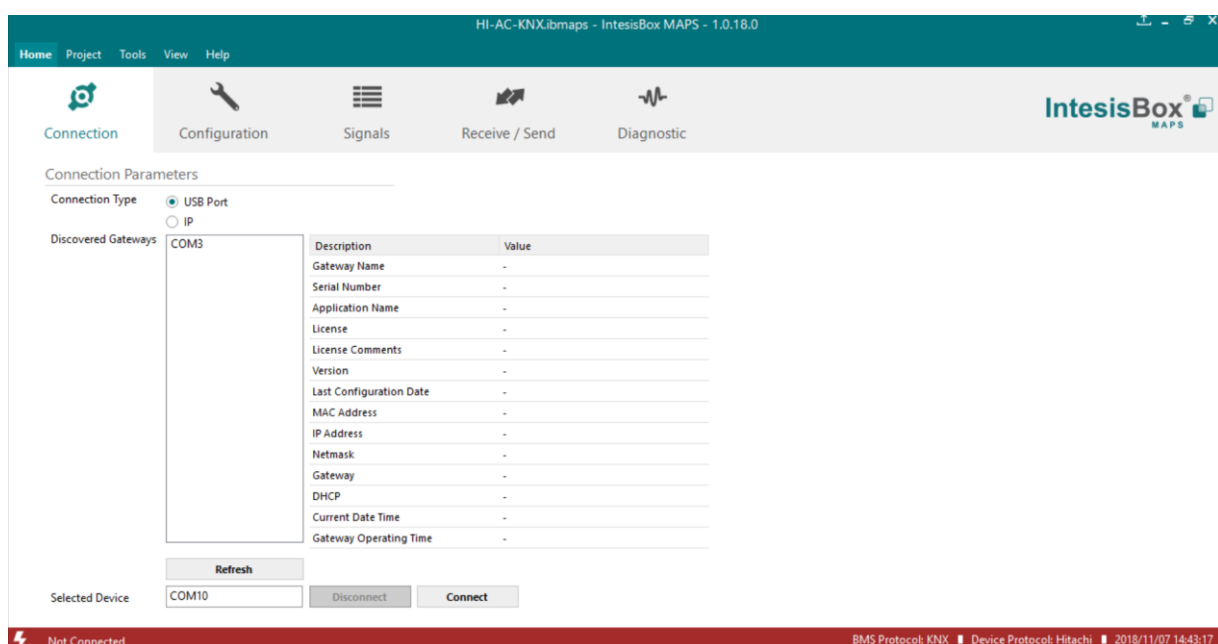 HI-AC-KNX.ibmaps - IntesisBox MAPS - 1.0.18.0
Home Project Tools View Help
Connection Configuration Signals Receive / Send Diagnostic
IntesisBox®
MAPS
Connection Parameters
Connection Type USB Port
IP
Discovered Gateways COM3
Description Value
Gateway Name -
Serial Number -
Application Name -
License -
License Comments -
Version -
Last Configuration Date -
MAC Address -
IP Address -
Netmask -
Gateway -
DHCP -
Current Date Time -
Gateway Operating Time -
Refresh
Selected Device COM10 Disconnect Connect
Not Connected BMS Protocol: KNX Device Protocol: Hitachi 2018/11/07 14:43:17